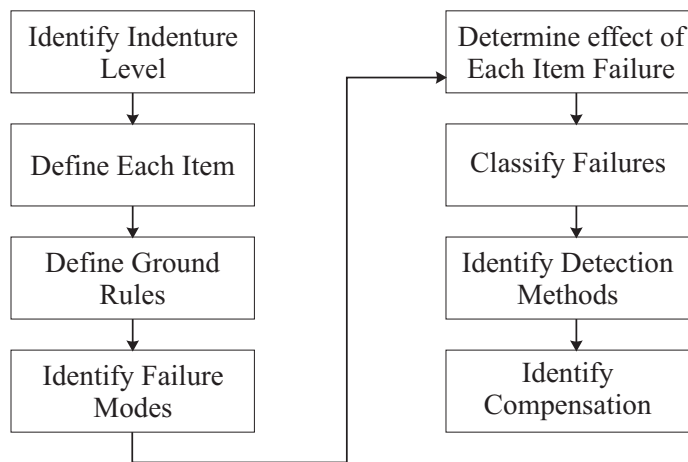 Identify Indenture
Level
Define Each Item
Define Ground
Rules
Identify Failure
Modes
Determine effect of
Each Item Failure
Classify Failures
Identify Detection
Methods
Identify
Compensation